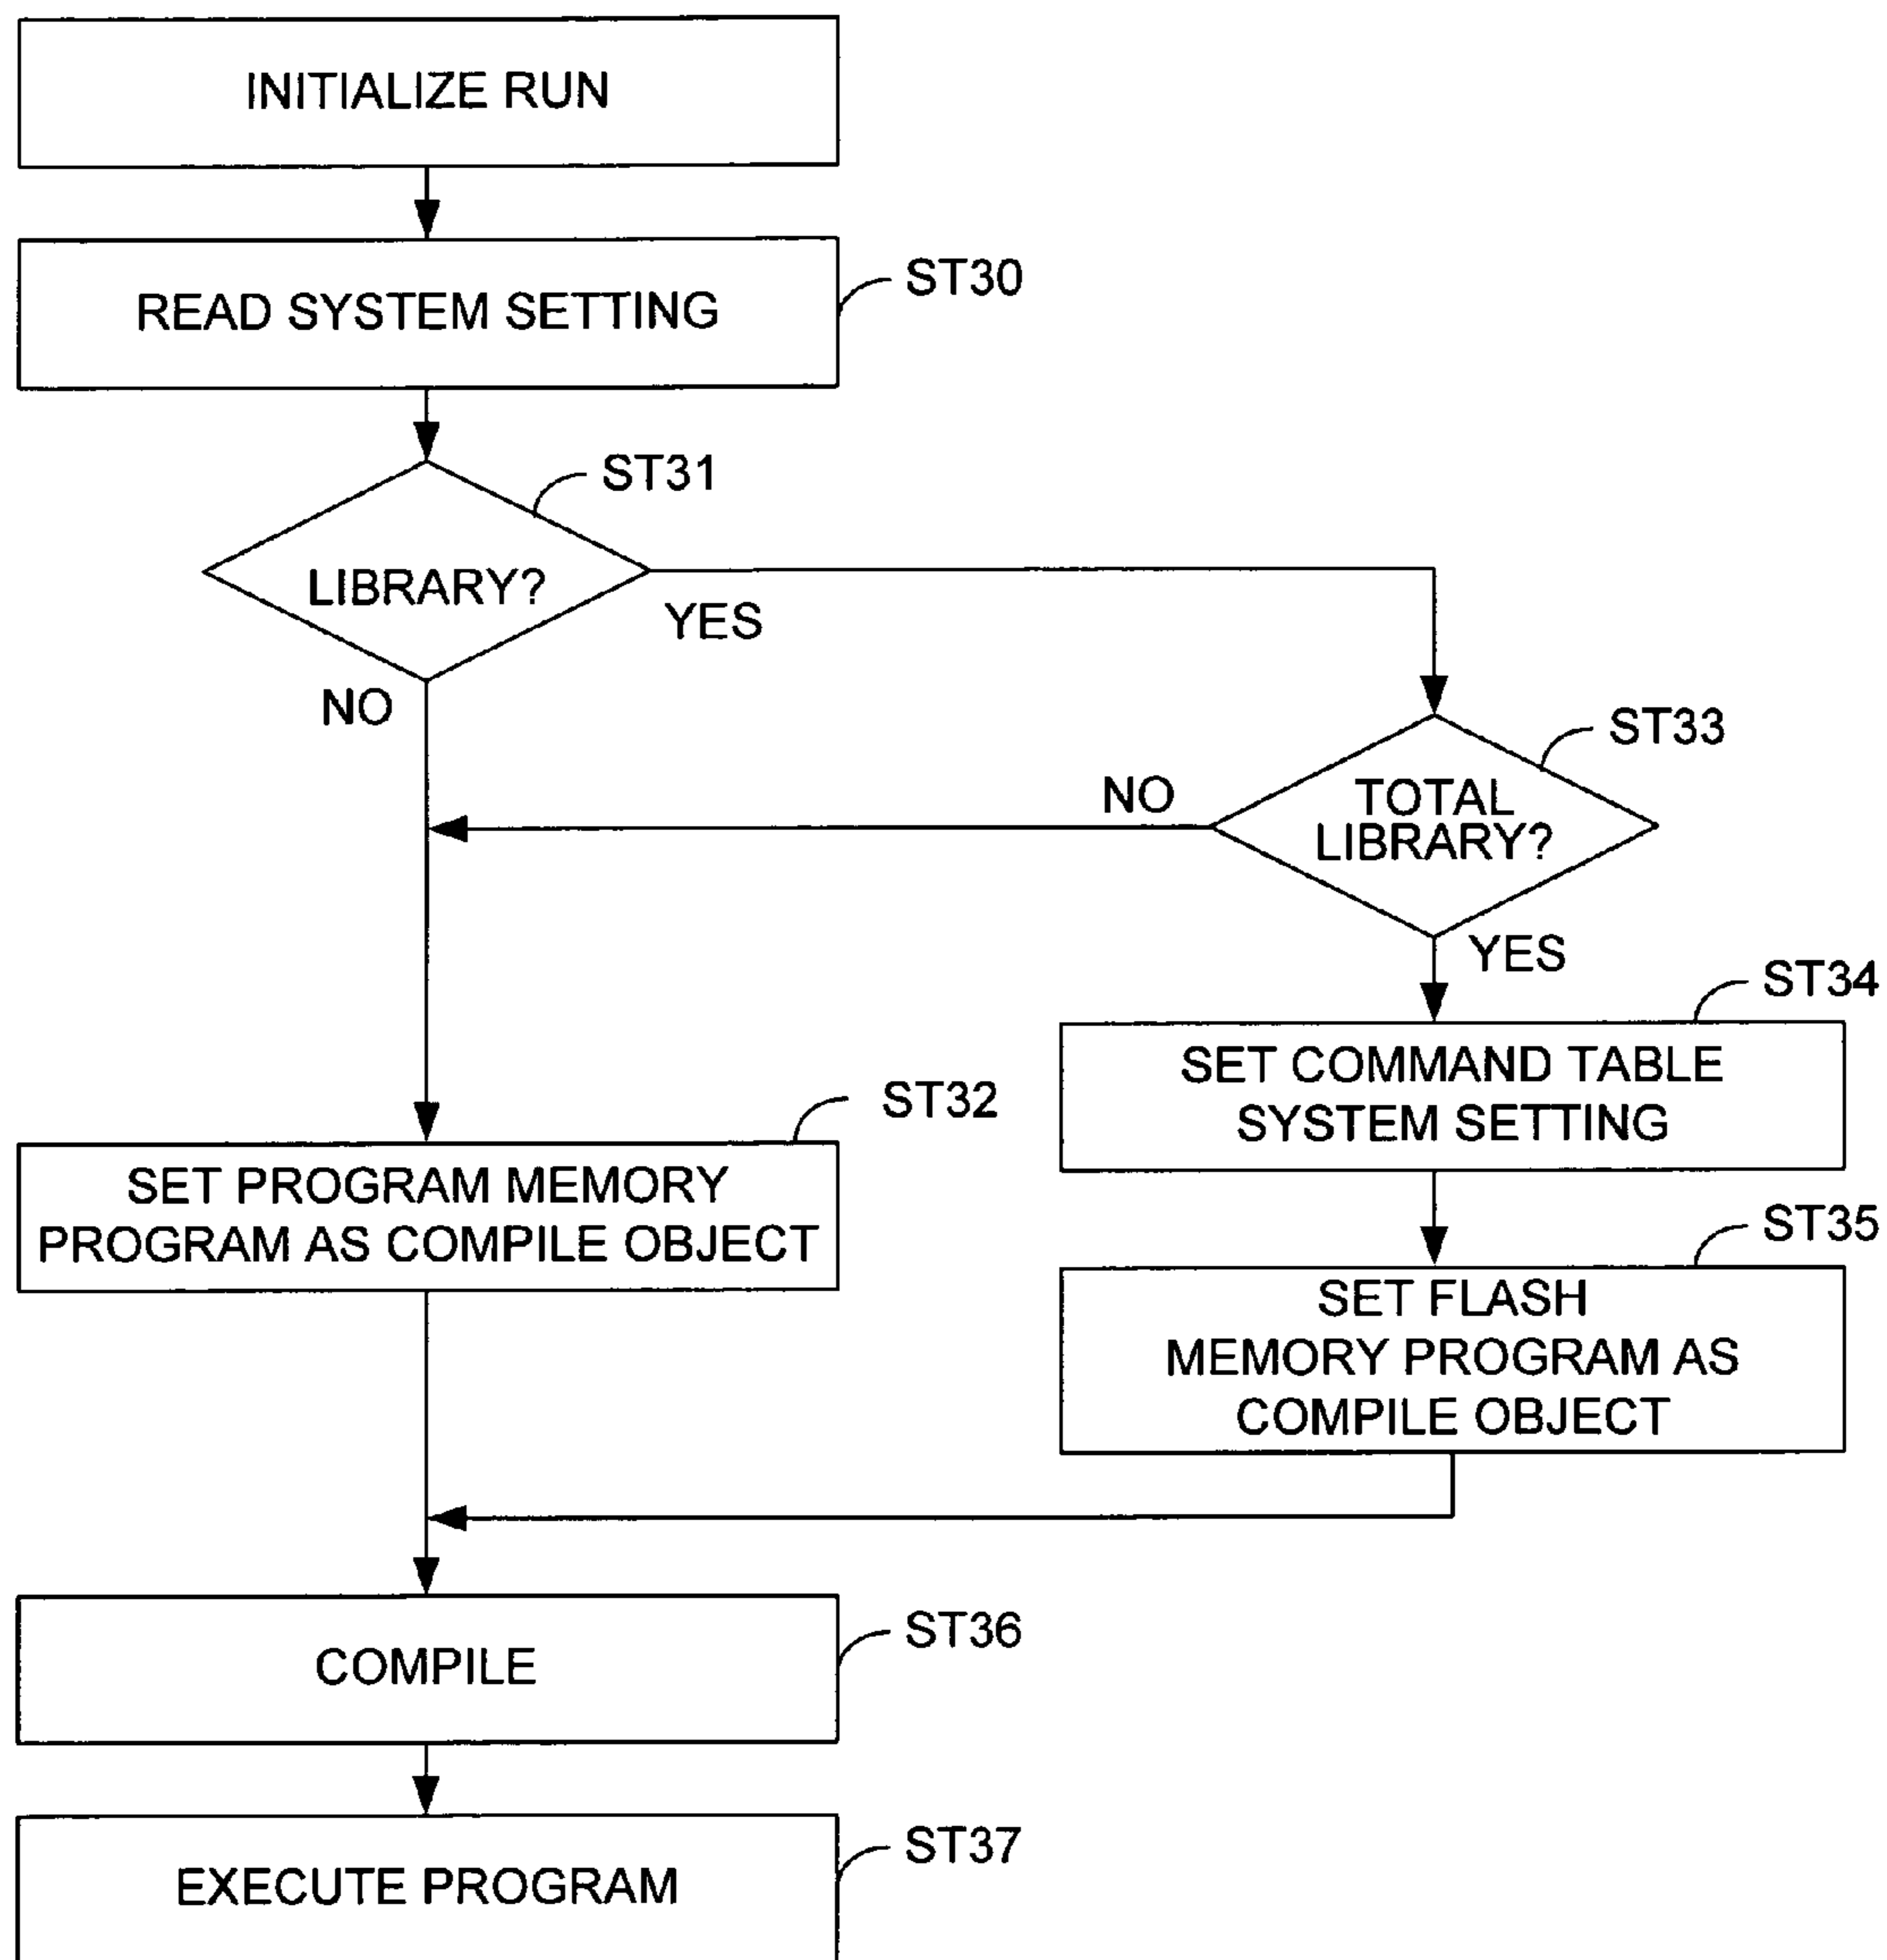 INITIALIZE RUN
READ SYSTEM SETTING
ST30
LIBRARY?
ST31
YES
NO
TOTAL
LIBRARY?
ST33
NO
YES
SET PROGRAM MEMORY
PROGRAM AS COMPILE OBJECT
ST32
SET COMMAND TABLE
SYSTEM SETTING
ST34
SET FLASH
MEMORY PROGRAM AS
COMPILE OBJECT
ST35
COMPILE
ST36
EXECUTE PROGRAM
ST37